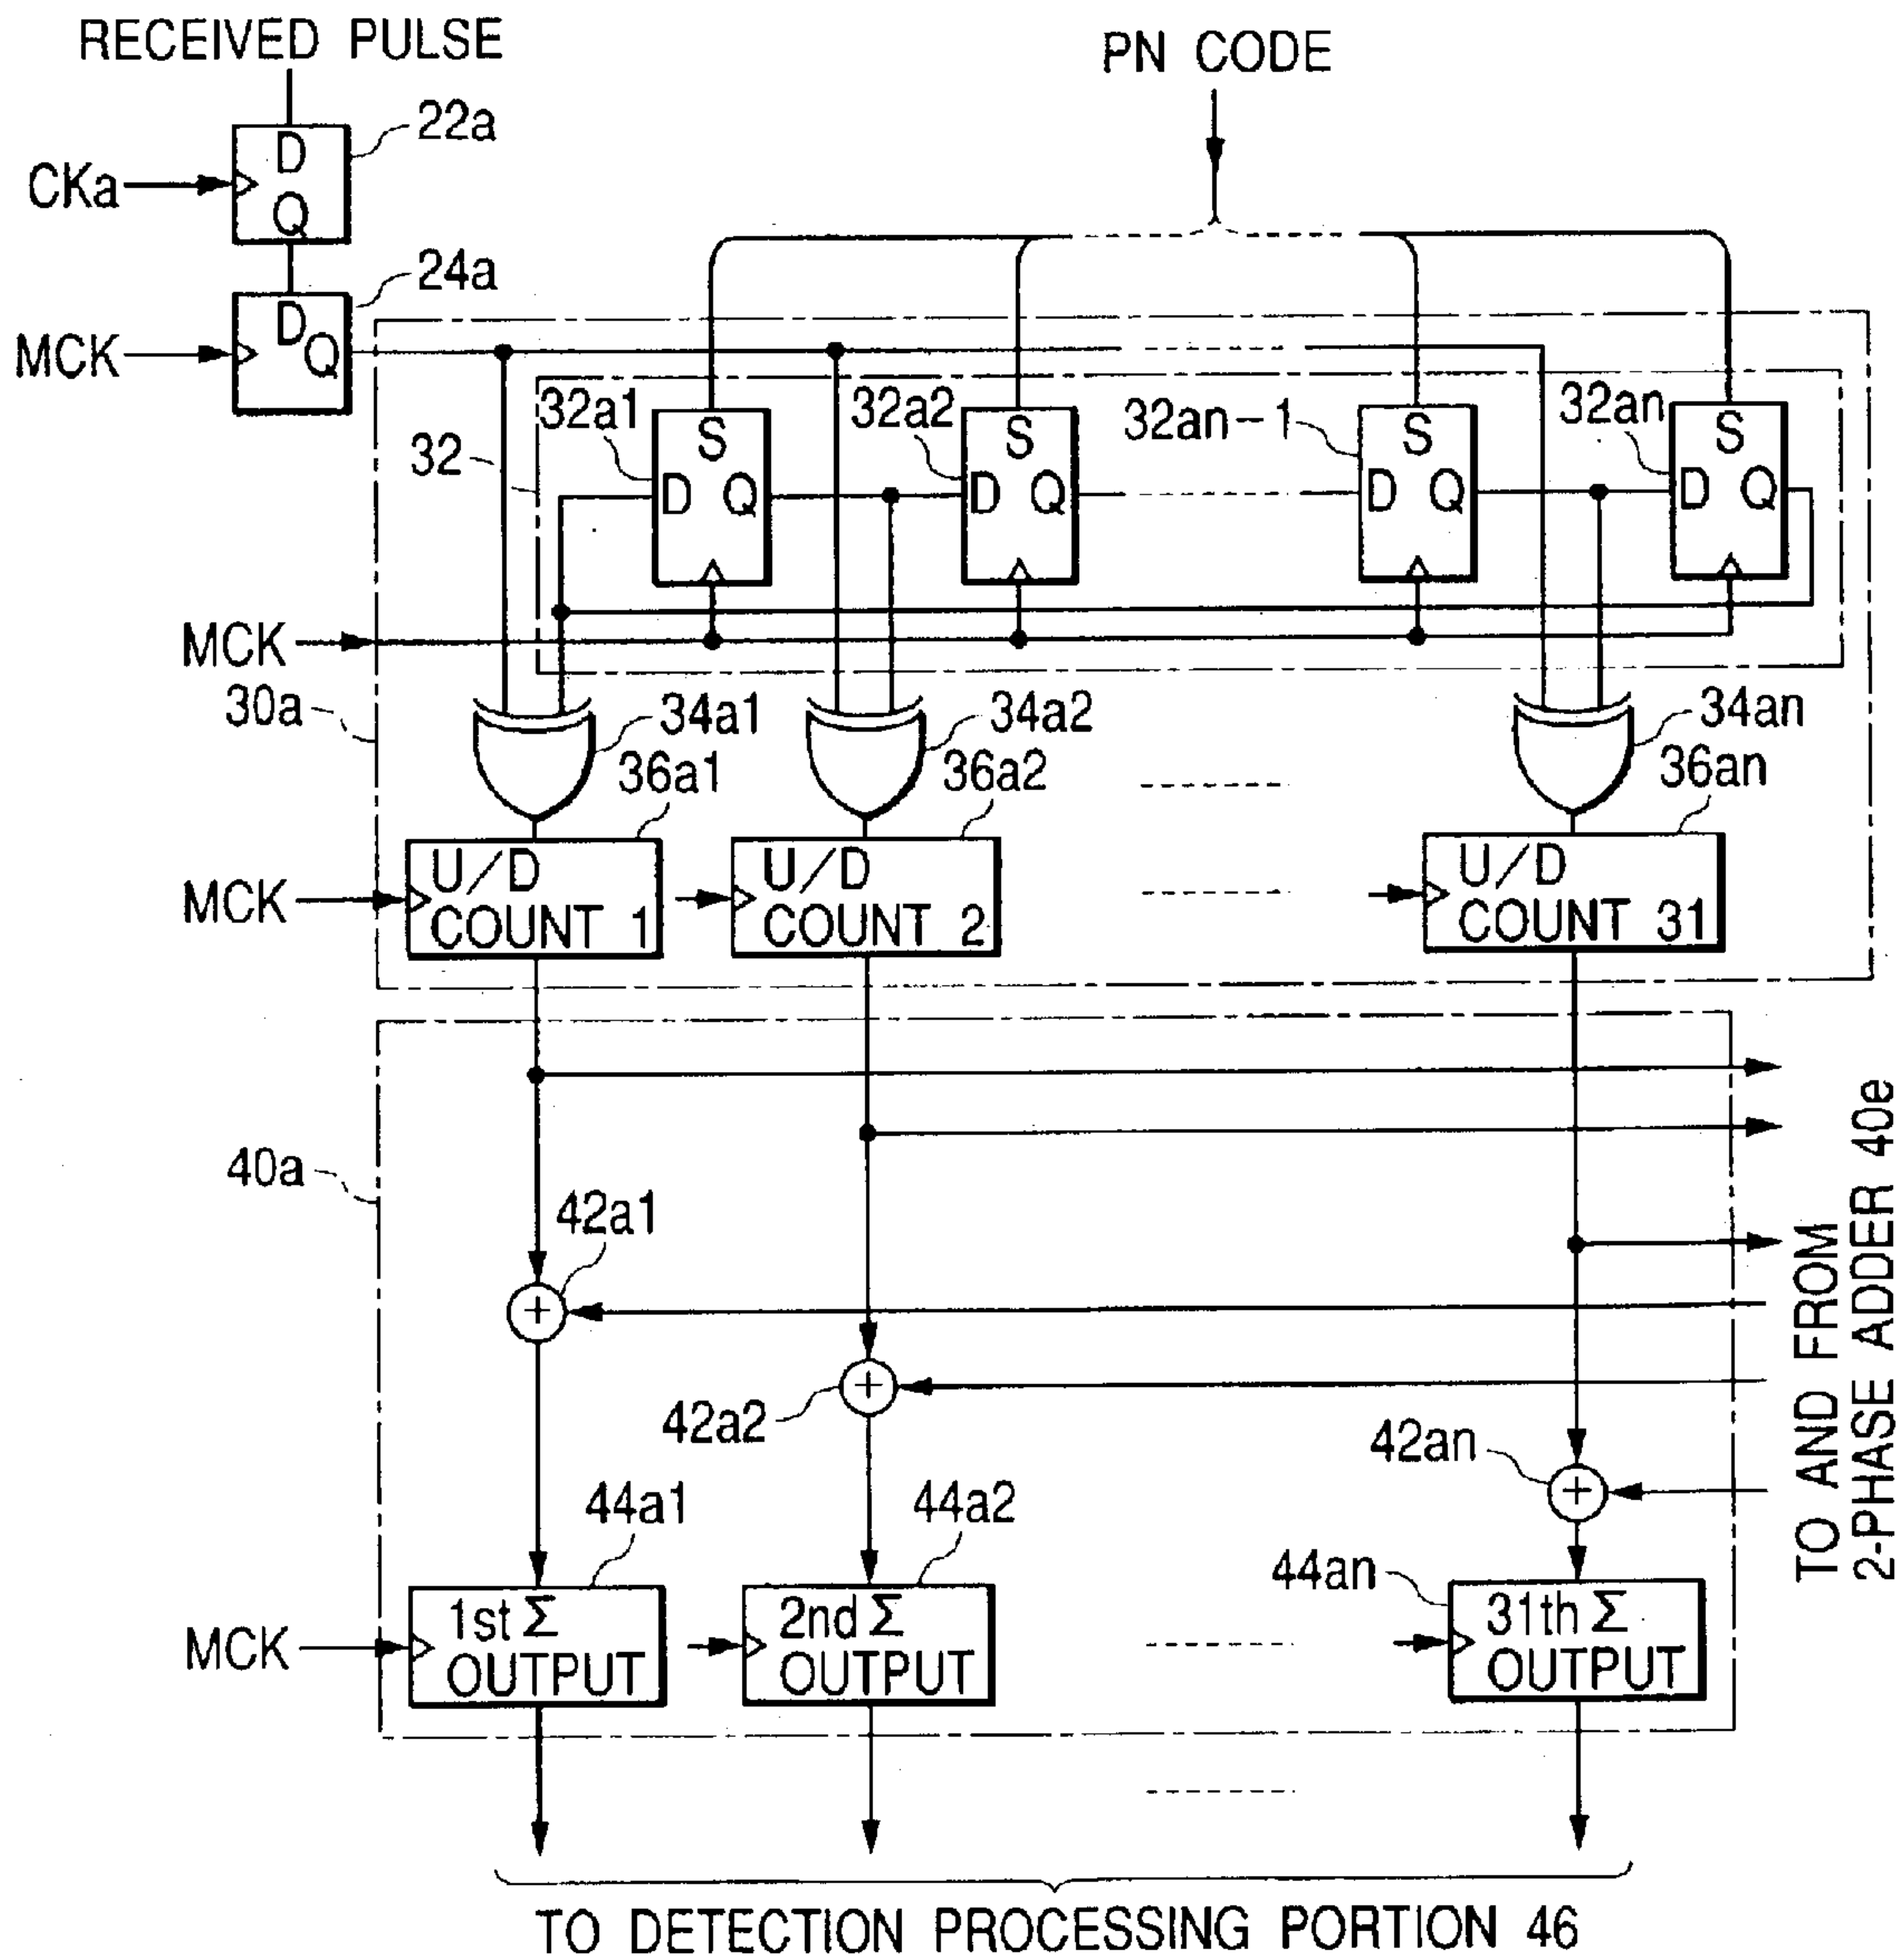 RECEIVED PULSE
PN CODE
22a
D
CKa
Q
24a
D
MCK
Q
32a1
32a2
32an-1
32an
32
S
S
S
S
D Q
D Q
D Q
D Q
MCK
30a
34a1
34a2
34an
36a1
36a2
36an
U/D
COUNT 1
U/D
COUNT 2
U/D
COUNT 31
MCK
40a
42a1
+
42a2
+
42an
+
TO AND FROM
2-PHASE ADDER 40e
44a1
44a2
44an
MCK
1st Σ
OUTPUT
2nd Σ
OUTPUT
31th Σ
OUTPUT
TO DETECTION PROCESSING PORTION 46